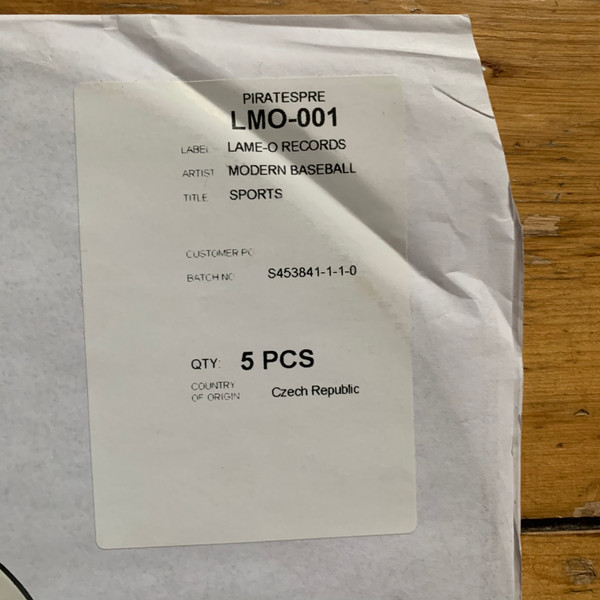 PIRATESPRE
LMO-001
LABEL LAME-O RECORDS
ARTIST MODERN BASEBALL
TITLE SPORTS
CUSTOMER PO
BATCH NO S453841-1-1-0
QTY: 5 PCS
COUNTRY
OF ORIGIN Czech Republic